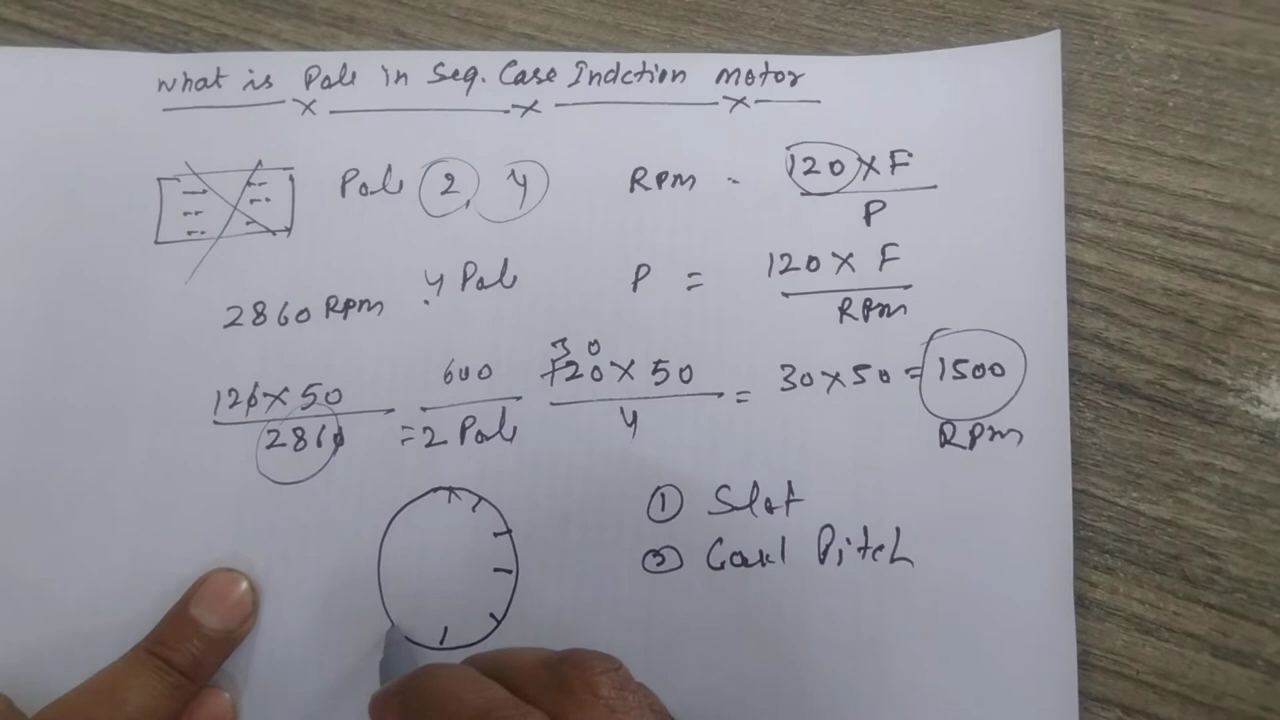 What is Pole in Seq. Case Indction motor
Pole 2, 4
RPM = 120 X F / P
2860 RPM
4 Pole
P = 120 X F / RPM
120 X 50 / 2860 = 600 / 2 Pole
120 X 50 / 4 = 30 X 50 = 1500 RPM
30
① Slot
② Coil Pitch